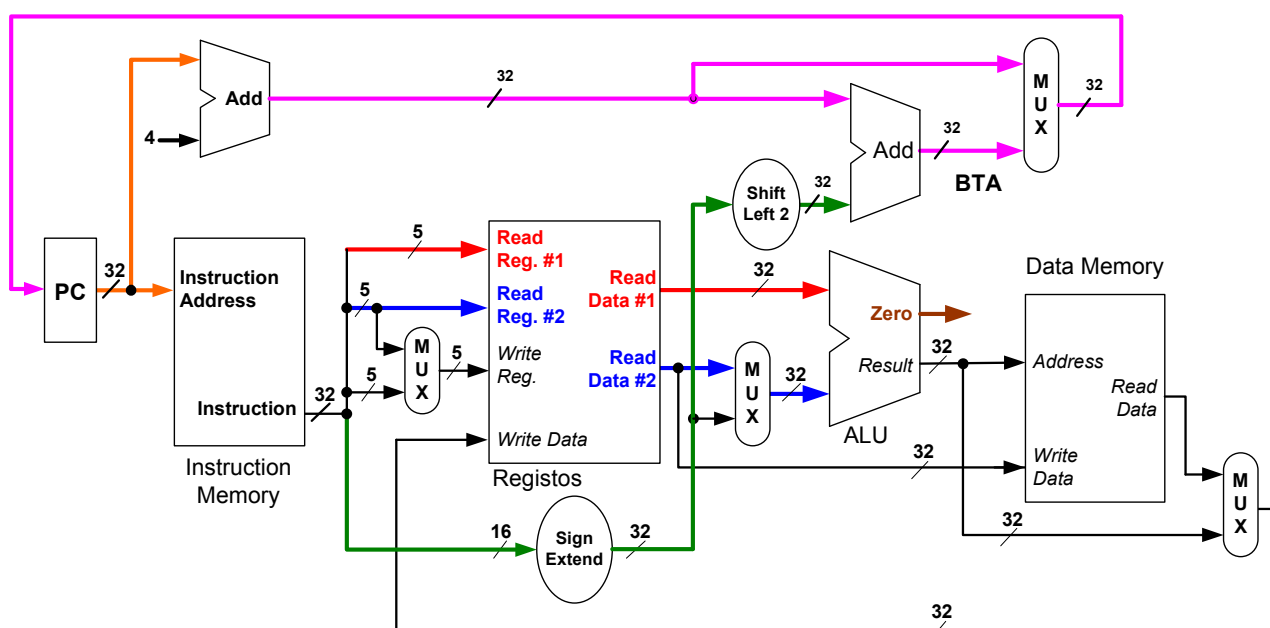 32
Add
4
32
M
U
X
32
Add
32
BTA
Shift
Left 2
32
PC
32
Instruction
Address
Instruction
32
Instruction
Memory
5
5
5
M
U
X
5
Read
Reg. #1
Read
Reg. #2
Write
Reg.
Write Data
Read
Data #1
Read
Data #2
Registos
32
M
U
X
32
Zero
Result
ALU
32
Data Memory
Address
Read
Data
Write
Data
32
32
M
U
X
16
Sign
Extend
32
32